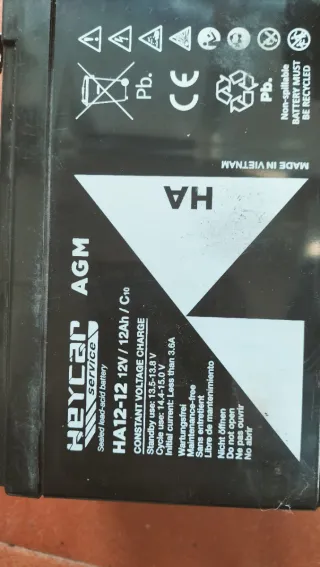 HEYCAR
service
AGM
Sealed lead-acid battery
HA12-12 12V / 12Ah / C10
CONSTANT VOLTAGE CHARGE
Standby use: 13.5-13.8 V
Cycle use: 14.4-15.0 V
Initial current: Less than 3.6A
Wartungsfrei
Maintenance-free
Sans entretient
Libre de mantenimiento
Nicht öffnen
Do not open
Ne pas ouvrir
No abrir
HA
MADE IN VIETNAM
Pb.
CE
Pb.
Non-spillable
BATTERY MUST
BE RECYCLED